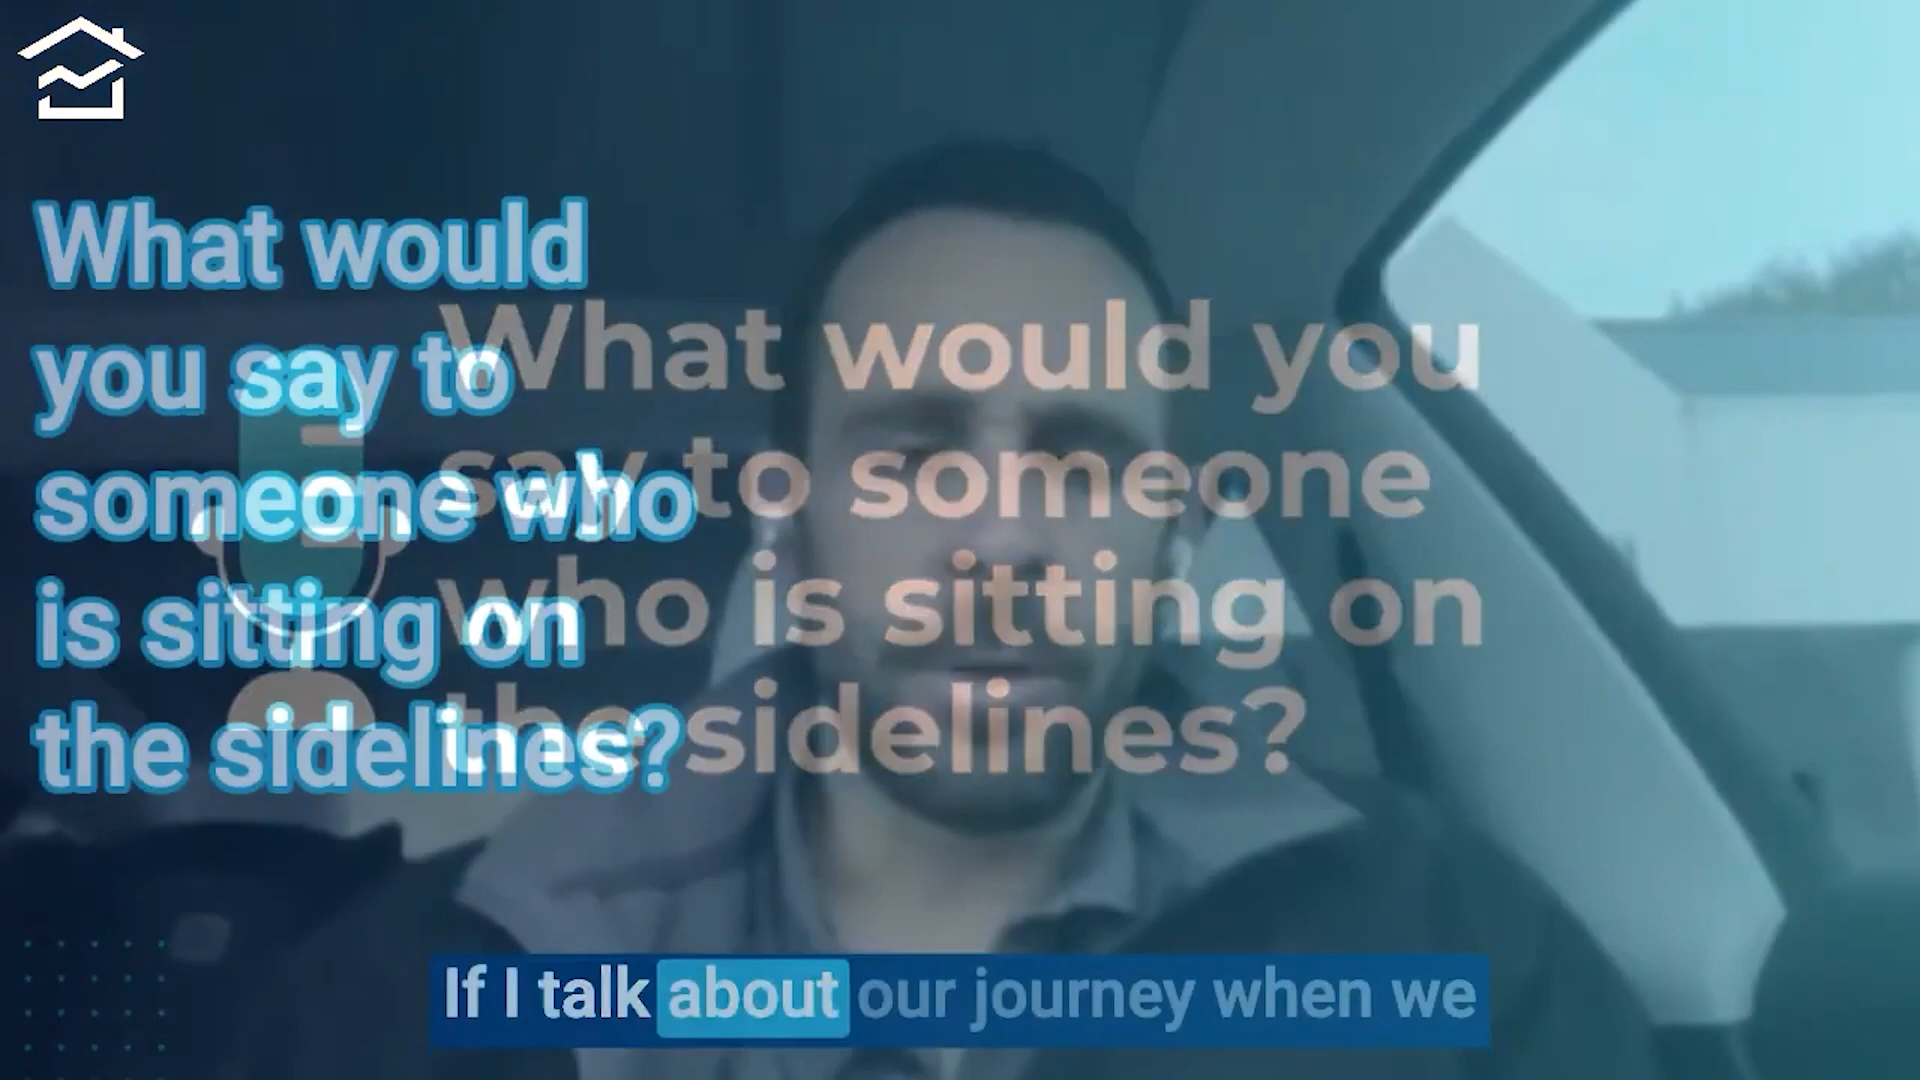 What would
you say to
someone who
is sitting on
the sidelines?
What would you
say to someone
who is sitting on
the sidelines?
If I talk about our journey when we